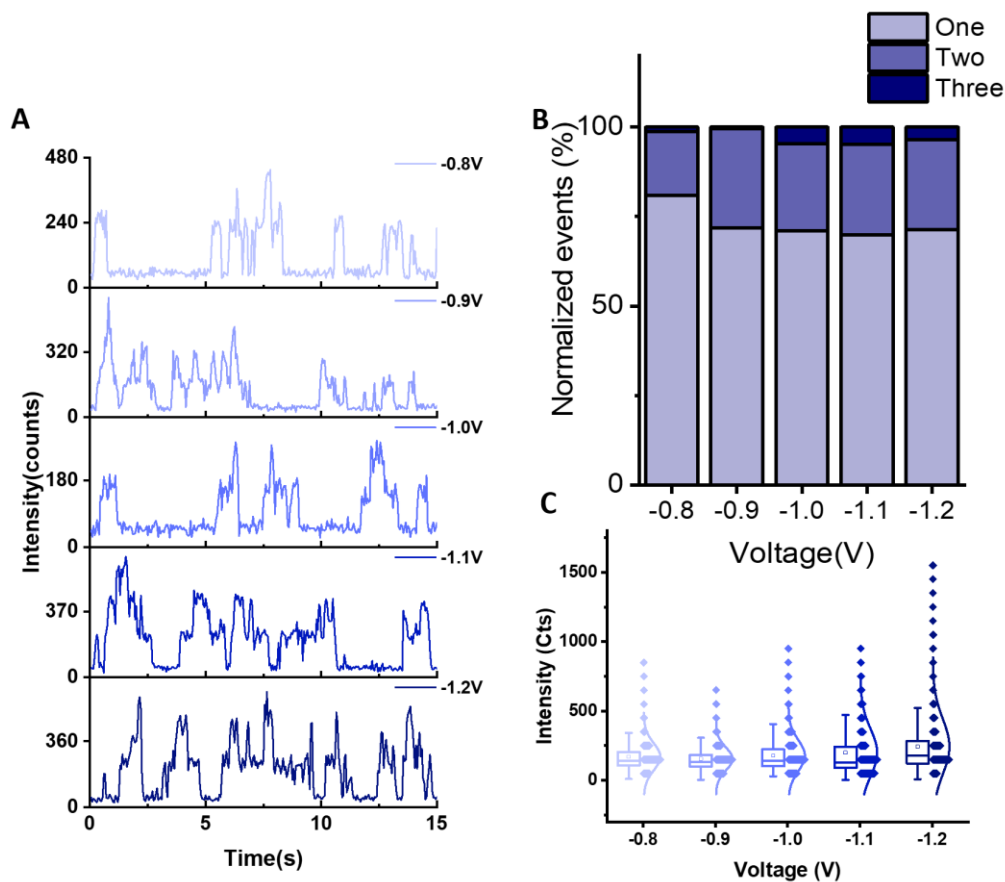 A
Intensity(counts)
480
240
0
-0.8V
320
0
-0.9V
180
0
-1.0V
370
0
-1.1V
360
0
-1.2V
0 5 10 15
Time(s)
One
Two
Three
B
Normalized events (%)
100
50
0
-0.8 -0.9 -1.0 -1.1 -1.2
Voltage(V)
C
Intensity (Cts)
1500
1000
500
0
-0.8 -0.9 -1.0 -1.1 -1.2
Voltage (V)